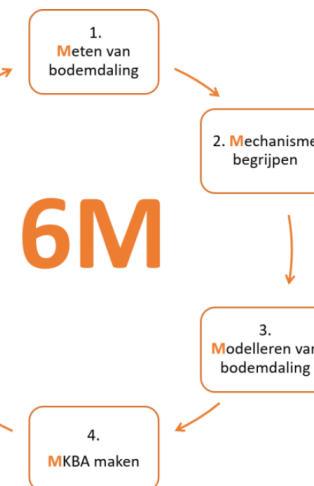 1.
Meten van
bodemdaling
2. Mechanisme
begrijpen
6M
3.
Modelleren van
bodemdaling
4.
MKBA maken